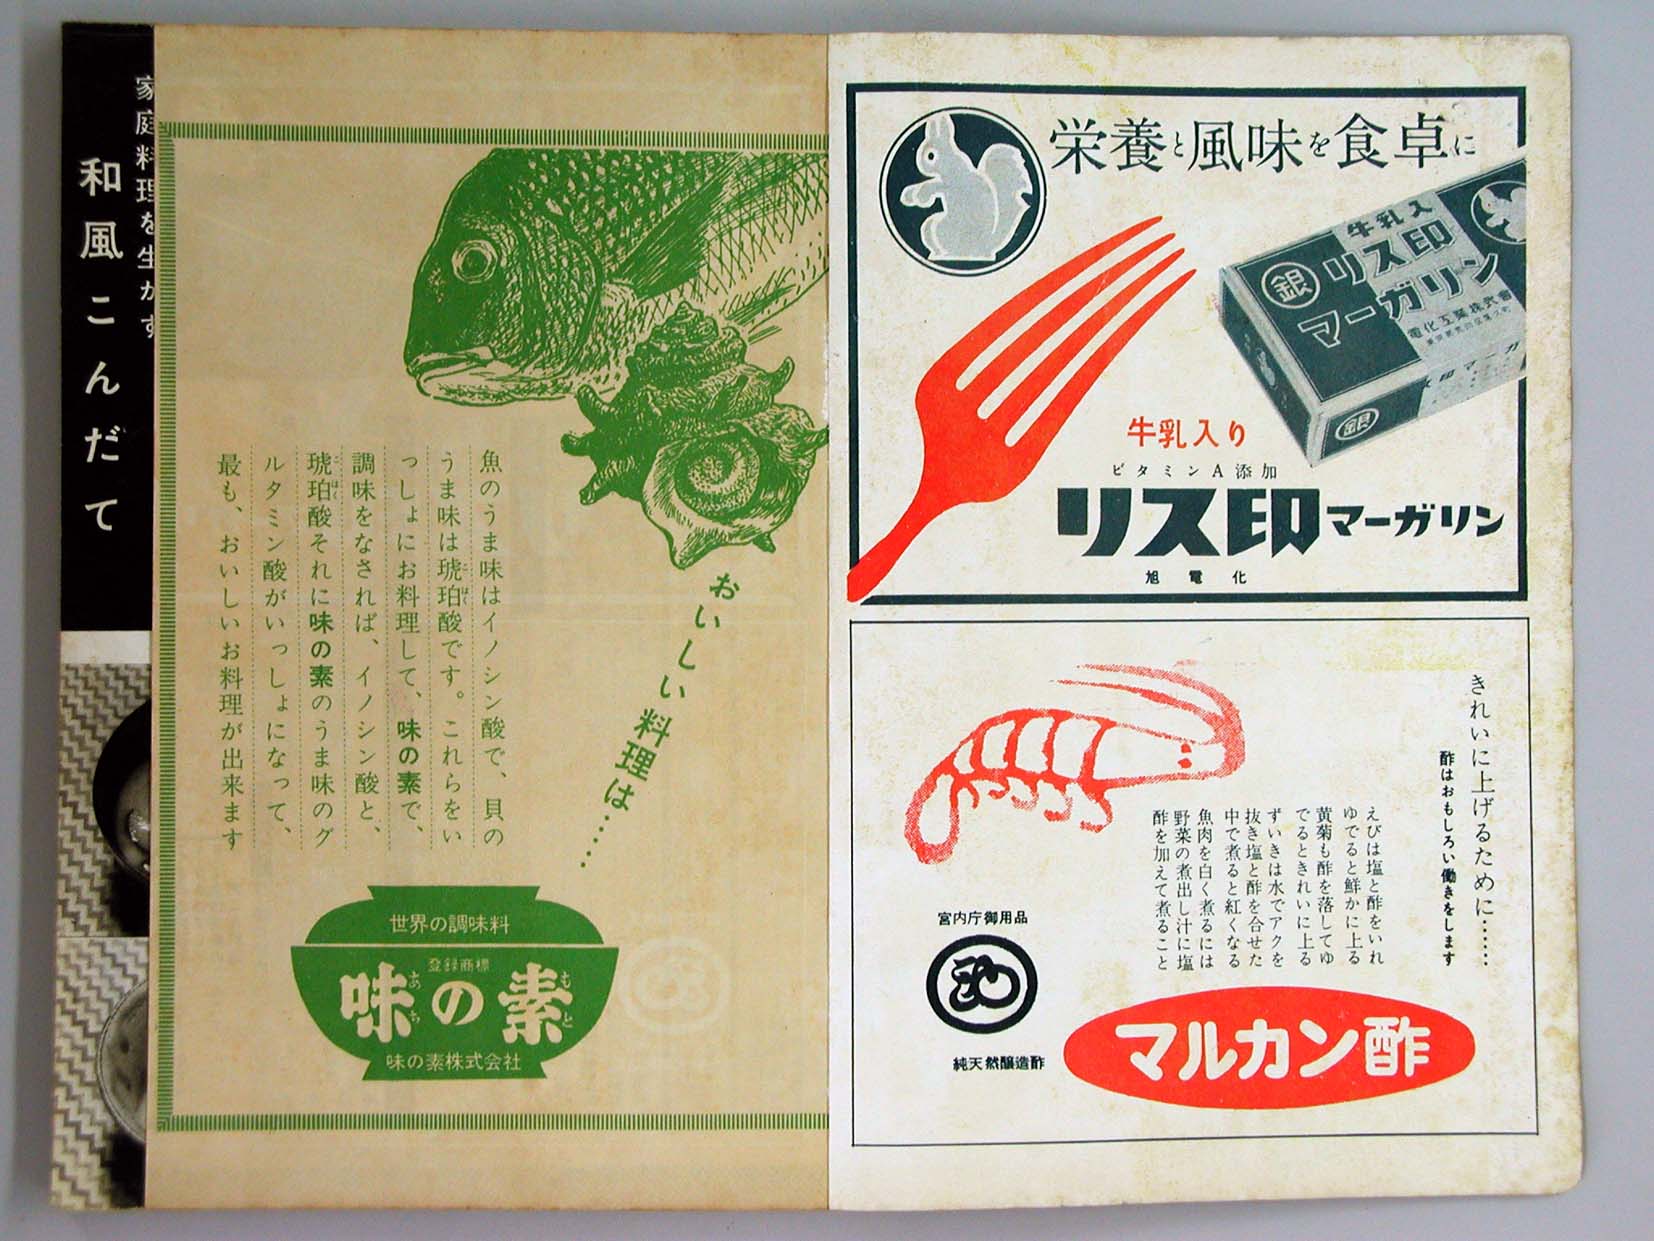 家庭料理を生かす
和風こんだて
おいしい料理は……
魚のうま味はイノシン酸で、貝の
うま味は琥珀酸です。これらをい
っしょにお料理して、味の素で、
調味をなされば、イノシン酸と、
琥珀酸それに味の素のうま味のグ
ルタミン酸がいっしょになって、
最も、おいしいお料理が出来ます
世界の調味料
登録商標
味の素
味の素株式会社
栄養と風味を食卓に
牛乳入
リス印
マーガリン
銀
電化工業株式會
銀
牛乳入り
ビタミンA添加
リス印マーガリン
旭電化
きれいに上げるために……
酢はおもしろい働きをします
えびは塩と酢をいれ
ゆでると鮮かに上る
黄菊も酢を落してゆ
でるときれいに上る
ずいきは水でアクを
抜き塩と酢を合せた
中で煮ると紅くなる
魚肉を白く煮るには
野菜の煮出し汁に塩
酢を加えて煮ること
宮内庁御用品
純天然醸造酢
マルカン酢